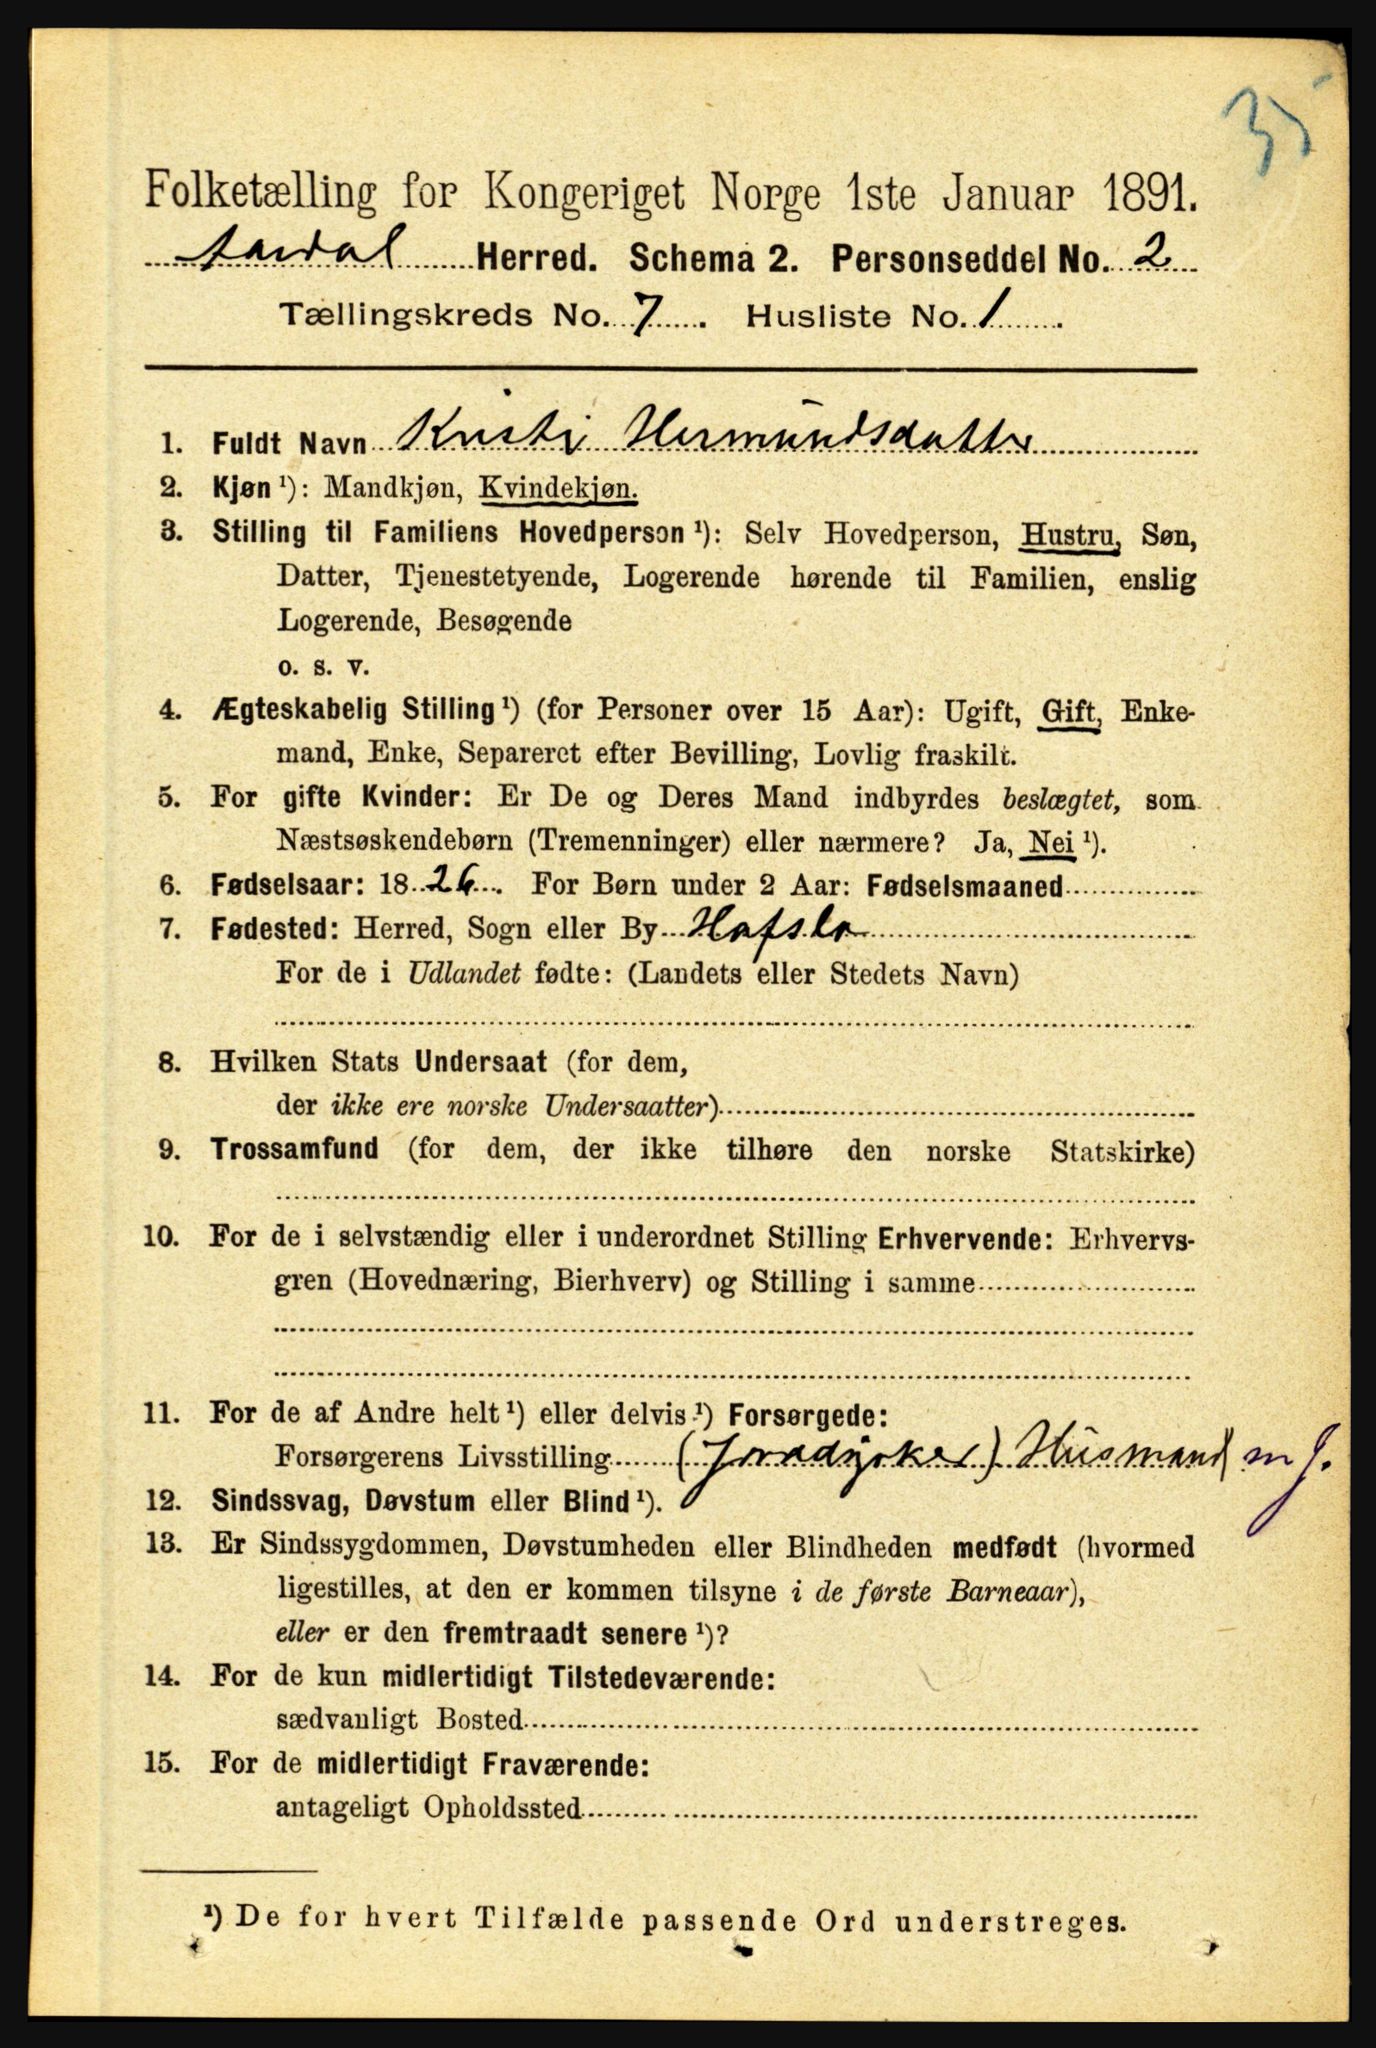 35
Folketælling for Kongeriget Norge 1ste Januar 1891.
Aardal Herred. Schema 2. Personseddel No. 2
Tællingskreds No. 7. Husliste No. 1.
1. Fuldt Navn Kristi Hermundsdatter
2. Kjøn ¹): Mandkjøn, Kvindekjøn.
3. Stilling til Familiens Hovedperson ¹): Selv Hovedperson, Hustru, Søn,
Datter, Tjenestetyende, Logerende hørende til Familien, enslig
Logerende, Besøgende
o. s. v.
4. Ægteskabelig Stilling ¹) (for Personer over 15 Aar): Ugift, Gift, Enke-
mand, Enke, Separeret efter Bevilling, Lovlig fraskilt.
5. For gifte Kvinder: Er De og Deres Mand indbyrdes beslægtet, som
Næstsøskendebørn (Tremenninger) eller nærmere? Ja, Nei ¹).
6. Fødselsaar: 1826. For Børn under 2 Aar: Fødselsmaaned
7. Fødested: Herred, Sogn eller By Hafslo
For de i Udlandet fødte: (Landets eller Stedets Navn)
8. Hvilken Stats Undersaat (for dem,
der ikke ere norske Undersaatter)
9. Trossamfund (for dem, der ikke tilhøre den norske Statskirke)
10. For de i selvstændig eller i underordnet Stilling Erhvervende: Erhvervs-
gren (Hovednæring, Bierhverv) og Stilling i samme
11. For de af Andre helt ¹) eller delvis ¹) Forsørgede:
Forsørgerens Livsstilling (Jordyrker) Husmand m J.
12. Sindssvag, Døvstum eller Blind ¹).
13. Er Sindssygdommen, Døvstumheden eller Blindheden medfødt (hvormed
ligestilles, at den er kommen tilsyne i de første Barneaar),
eller er den fremtraadt senere ¹)?
14. For de kun midlertidigt Tilstedeværende:
sædvanligt Bosted
15. For de midlertidigt Fraværende:
antageligt Opholdssted
¹) De for hvert Tilfælde passende Ord understreges.